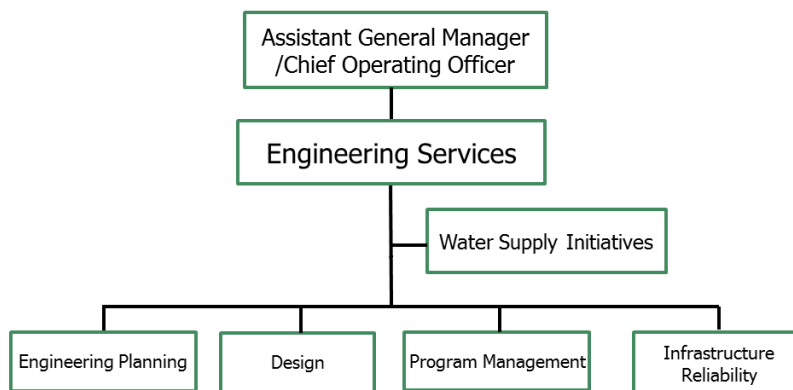 Assistant General Manager
/Chief Operating Officer
Engineering Services
Water Supply Initiatives
Engineering Planning
Design
Program Management
Infrastructure
Reliability